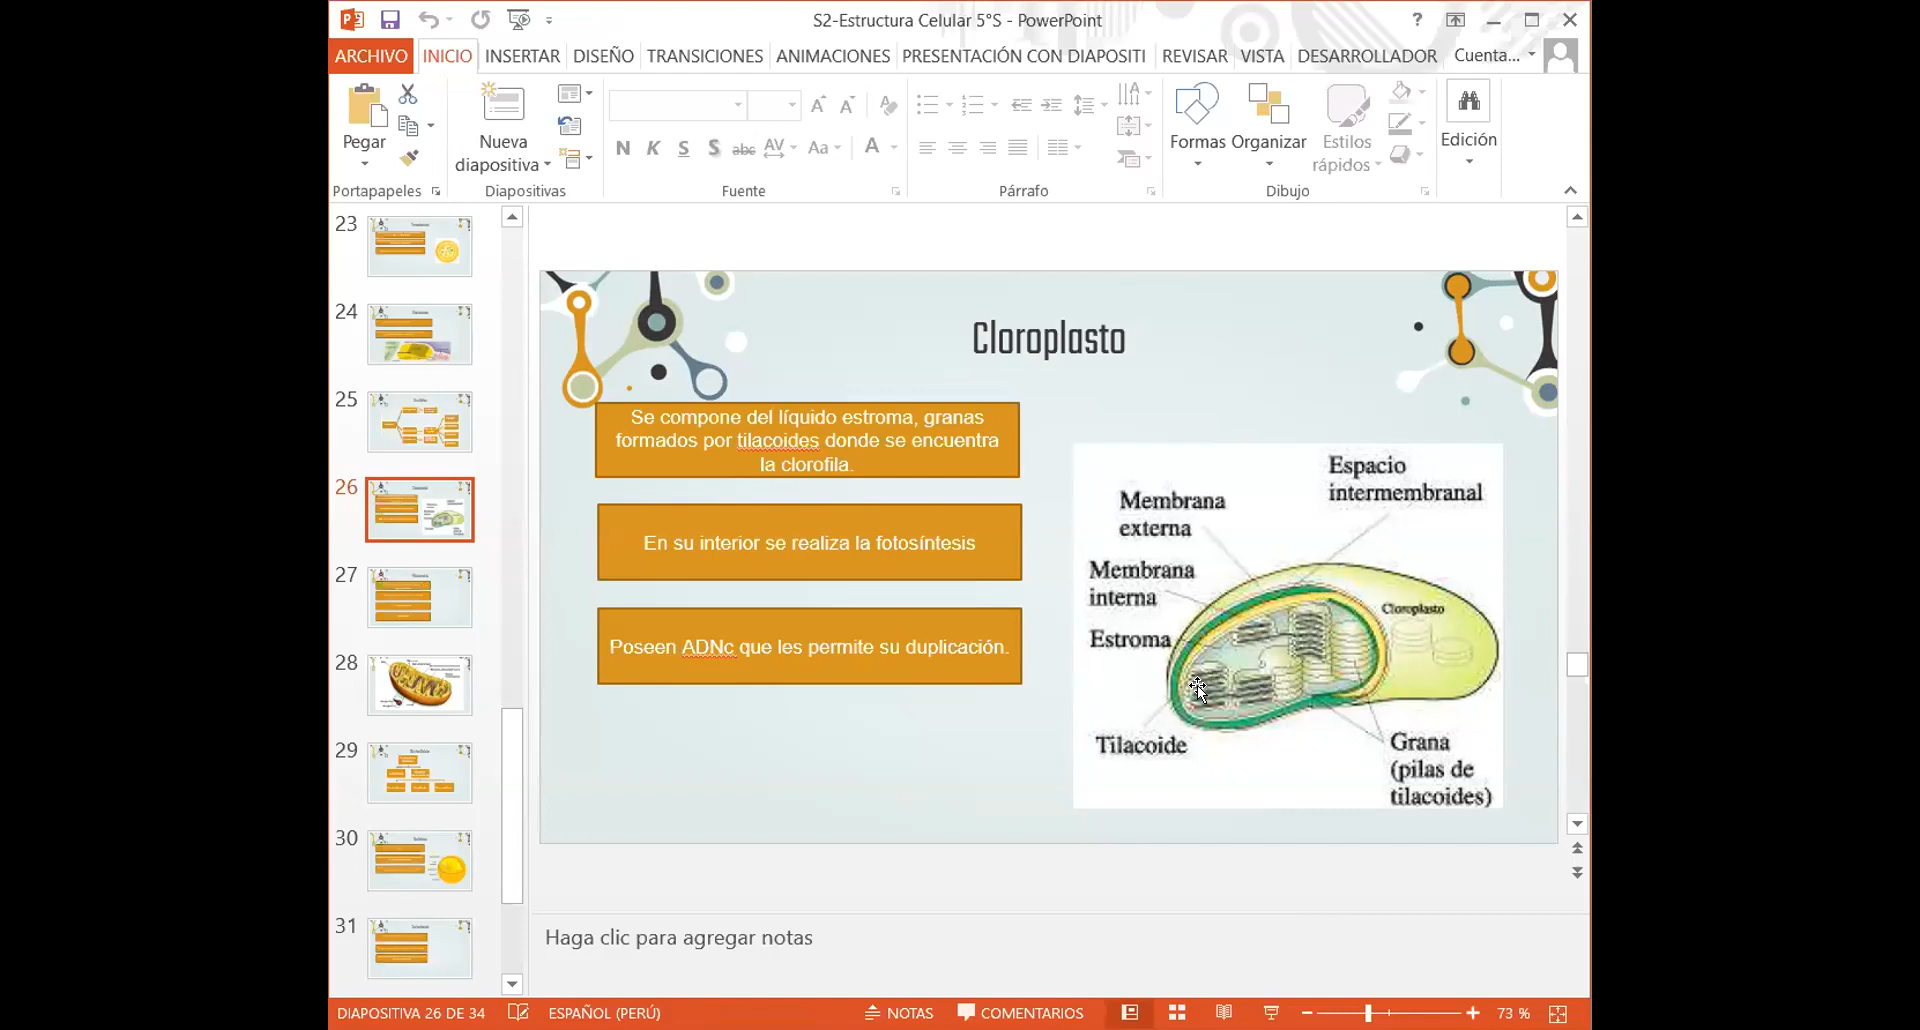 S2-Estructura Celular 5°S - PowerPoint
?
ARCHIVO
INICIO
INSERTAR
DISEÑO
TRANSICIONES
ANIMACIONES
PRESENTACIÓN CON DIAPOSITI
REVISAR
VISTA
DESARROLLADOR
Cuenta...
Pegar
Nueva
diapositiva
N K S S abc AV Aa A
Formas
Organizar
Estilos
rápidos
Edición
Portapapeles
Diapositivas
Fuente
Párrafo
Dibujo
23
24
25
26
27
28
29
30
31
Cloroplasto
Se compone del líquido estroma, granas
formados por tilacoides donde se encuentra
la clorofila.
En su interior se realiza la fotosíntesis
Poseen ADNc que les permite su duplicación.
Espacio
intermembranal
Membrana
externa
Membrana
interna
Estroma
Cloroplasto
Tilacoide
Grana
(pilas de
tilacoides)
Haga clic para agregar notas
DIAPOSITIVA 26 DE 34
ESPAÑOL (PERÚ)
NOTAS
COMENTARIOS
73 %